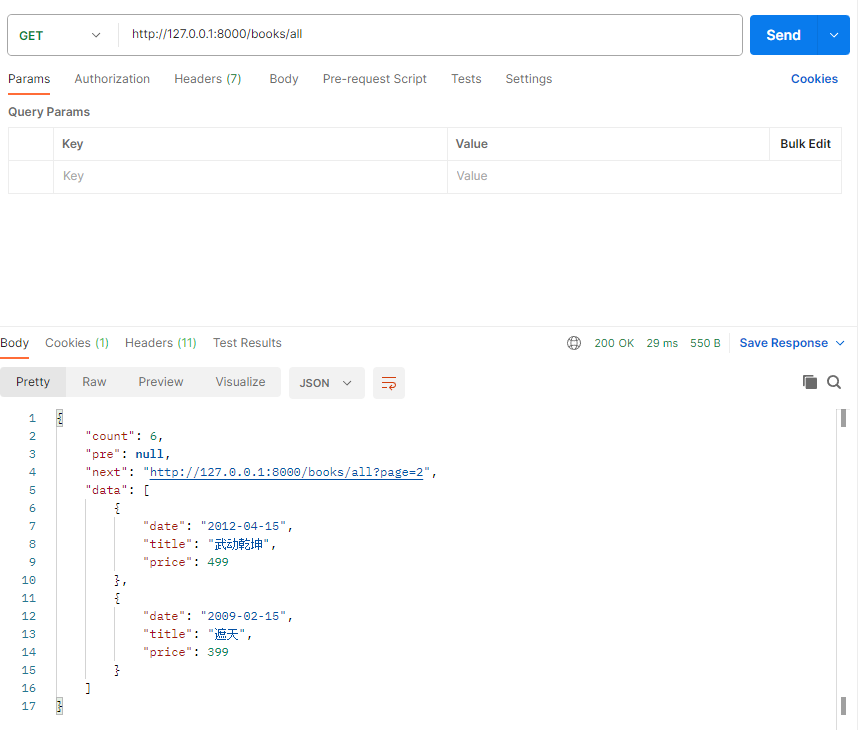 GET http://127.0.0.1:8000/books/all Send
Params Authorization Headers (7) Body Pre-request Script Tests Settings Cookies
Query Params
Key Value Bulk Edit
Key Value
Body Cookies (1) Headers (11) Test Results 200 OK 29 ms 550 B Save Response
Pretty Raw Preview Visualize JSON
1 {
2 "count": 6,
3 "pre": null,
4 "next": "http://127.0.0.1:8000/books/all?page=2",
5 "data": [
6 {
7 "date": "2012-04-15",
8 "title": "武动乾坤",
9 "price": 499
10 },
11 {
12 "date": "2009-02-15",
13 "title": "遮天",
14 "price": 399
15 }
16 ]
17 }